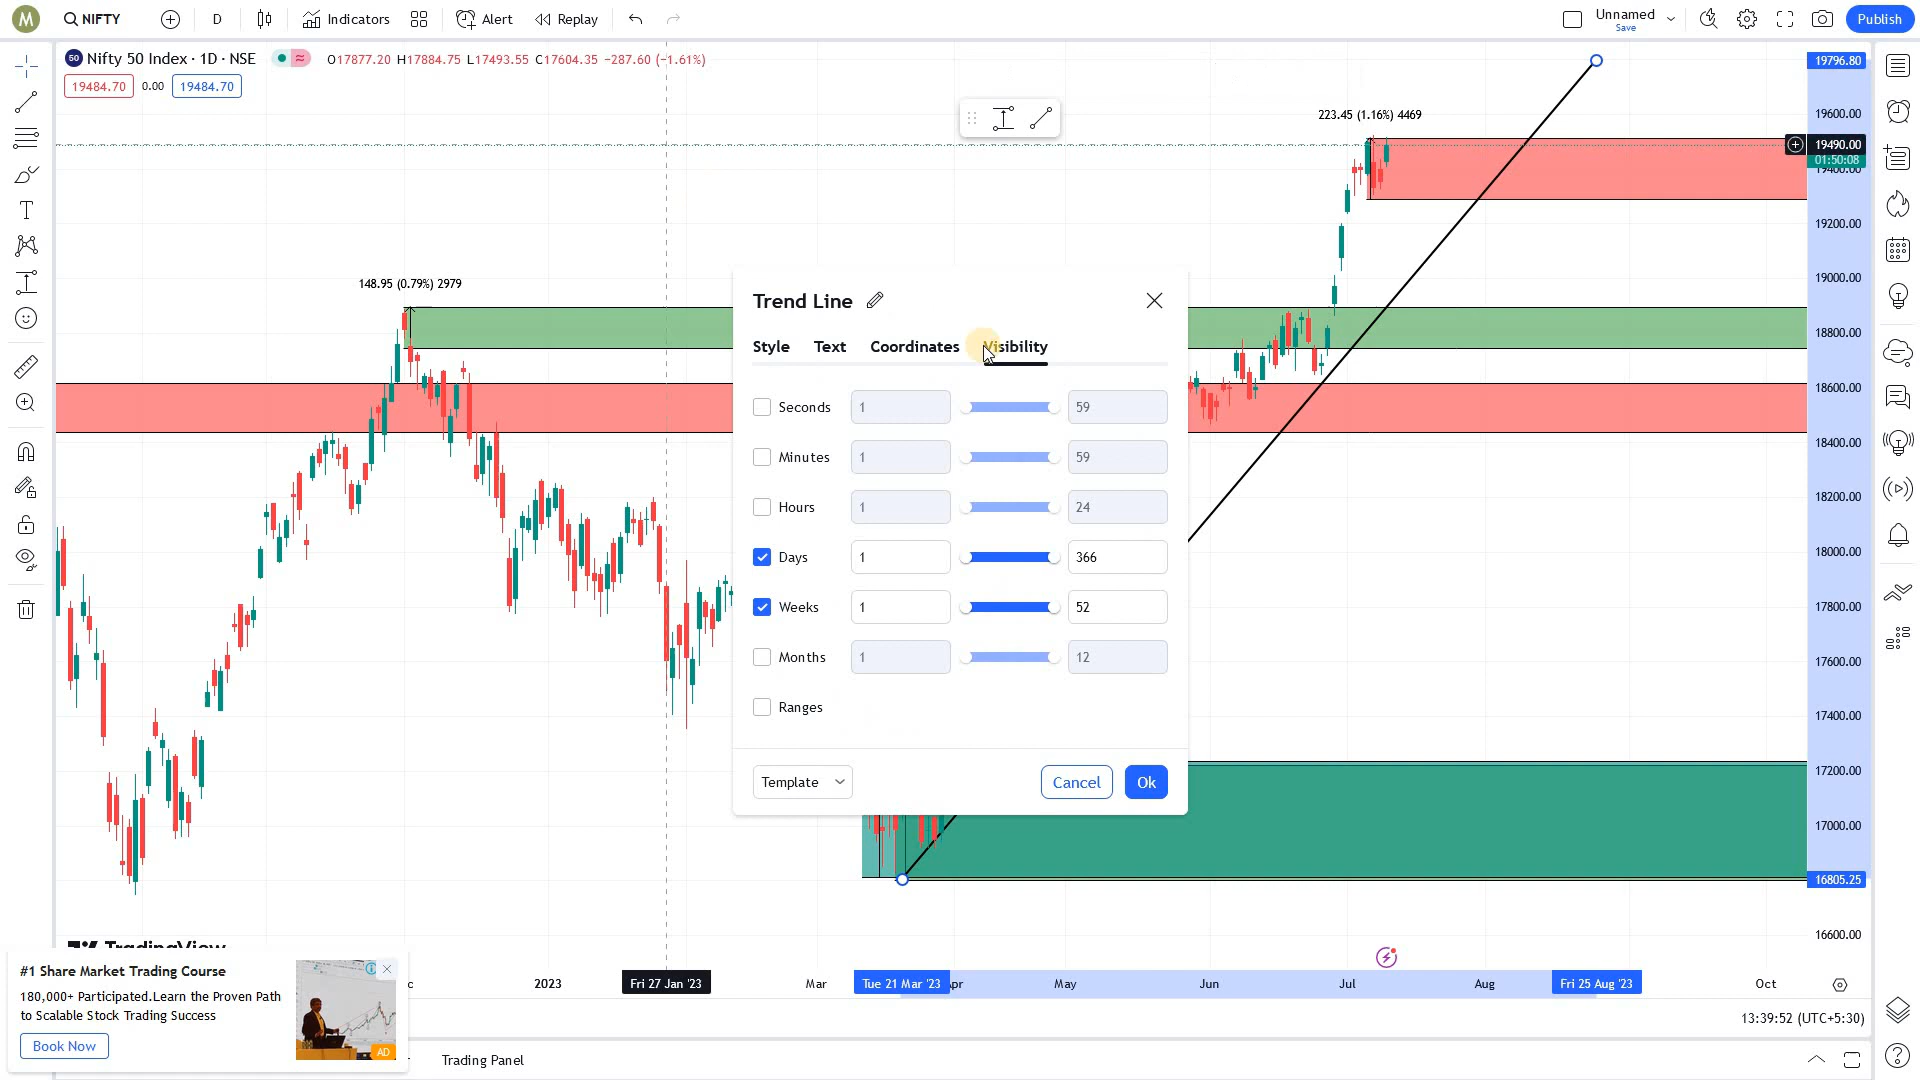 M
NIFTY
D
Indicators
Alert
Replay
Unnamed
Save
Publish
50 Nifty 50 Index · 1D · NSE
O17877.20 H17884.75 L17493.55 C17604.35 −287.60 (−1.61%)
19484.70 0.00 19484.70
223.45 (1.16%) 4469
148.95 (0.79%) 2979
19796.80
19600.00
19490.00
01:50:08
19400.00
19200.00
19000.00
18800.00
18600.00
18400.00
18200.00
18000.00
17800.00
17600.00
17400.00
17200.00
17000.00
16805.25
16600.00
Trend Line
Style Text Coordinates Visibility
Seconds 1 59
Minutes 1 59
Hours 1 24
Days 1 366
Weeks 1 52
Months 1 12
Ranges
Template
Cancel
Ok
TradingView
#1 Share Market Trading Course
180,000+ Participated.Learn the Proven Path
to Scalable Stock Trading Success
Book Now
AD
c 2023 Fri 27 Jan '23 Mar Tue 21 Mar '23 pr May Jun Jul Aug Fri 25 Aug '23 Oct
13:39:52 (UTC+5:30)
Trading Panel